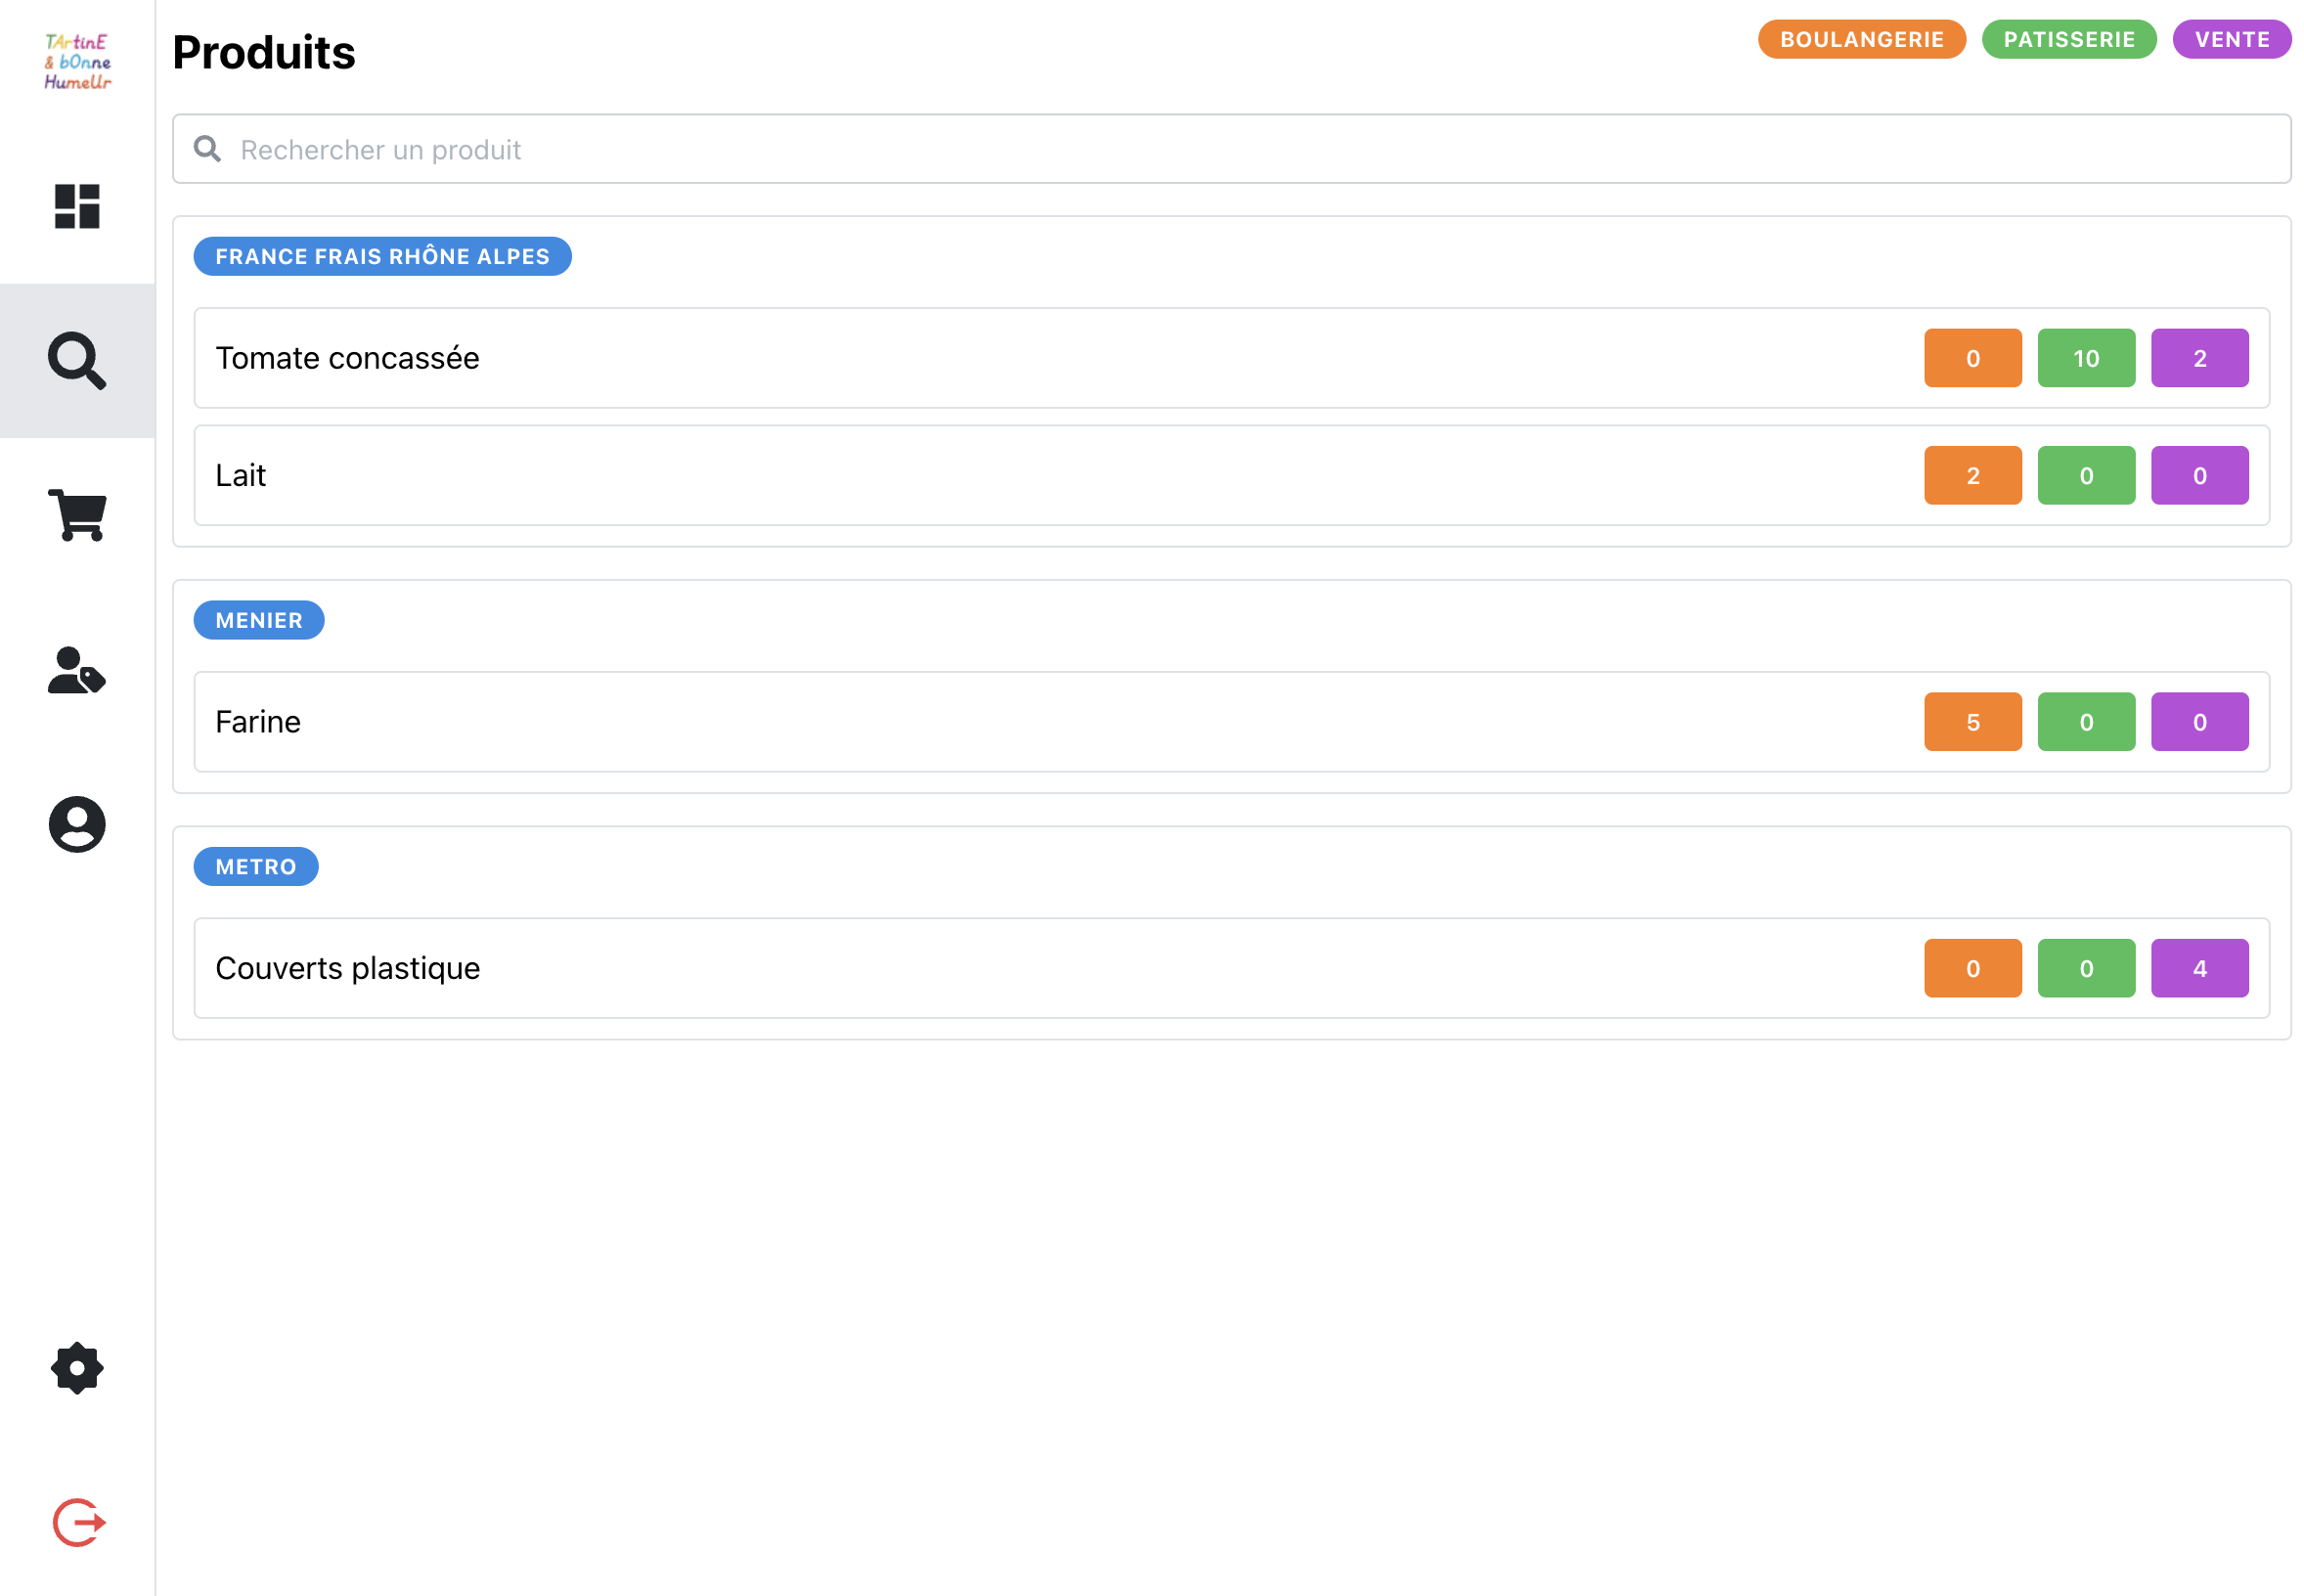 TArtinE
& bOnne
HumeUr
Produits
BOULANGERIE PATISSERIE VENTE
Rechercher un produit
FRANCE FRAIS RHÔNE ALPES
Tomate concassée 0 10 2
Lait 2 0 0
MENIER
Farine 5 0 0
METRO
Couverts plastique 0 0 4